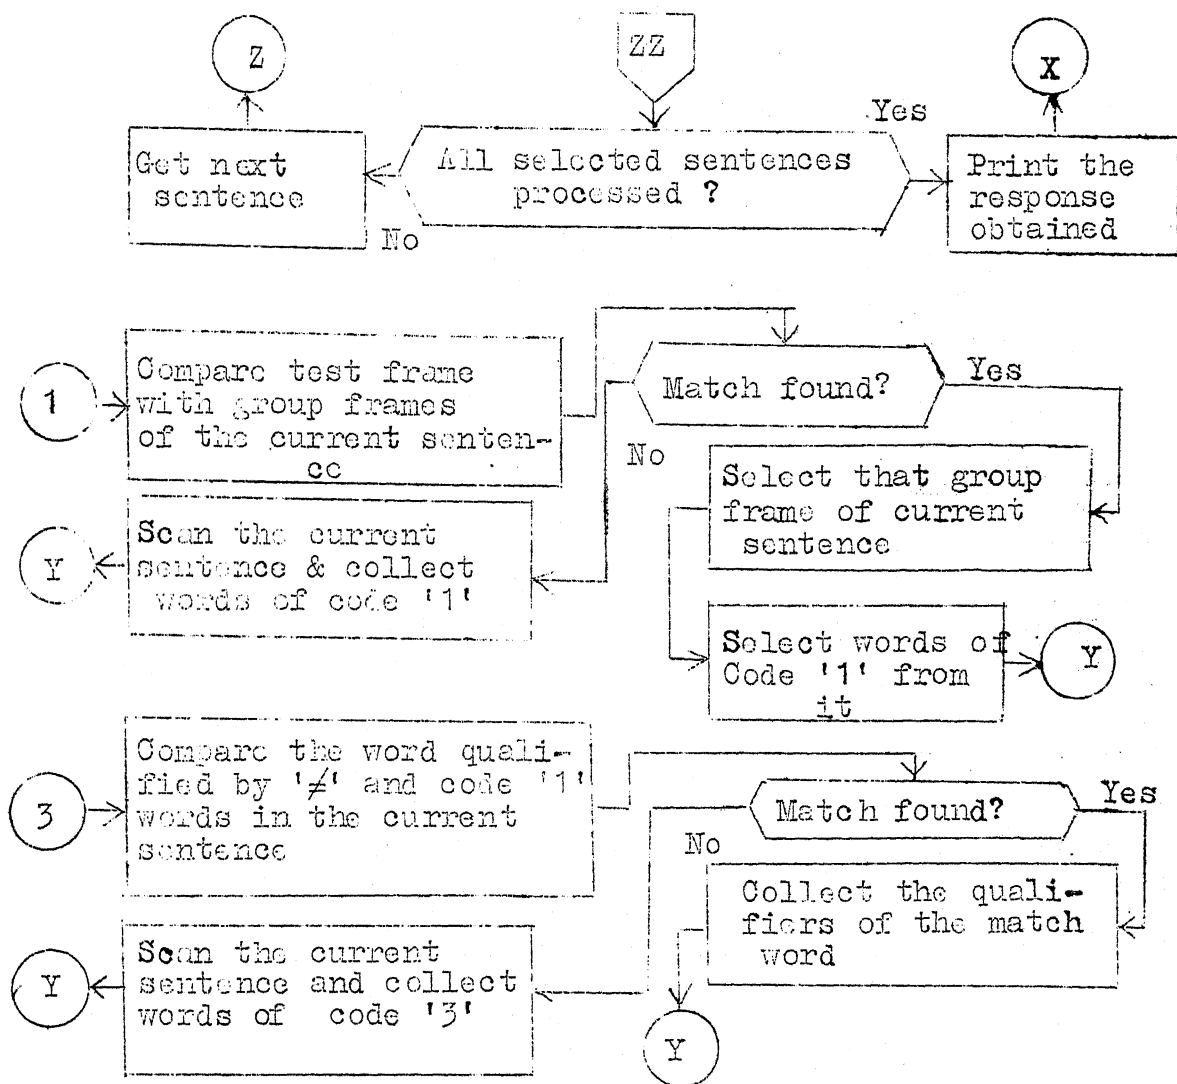 Z
ZZ
X
Yes
Get next
sentence
All selected sentences
processed ?
Print the
response
obtained
No
1
Compare test frame
with group frames
of the current senten-
ce
Match found?
Yes
No
Select that group
frame of current
sentence
Y
Scan the current
sentence & collect
words of code '1'
Select words of
Code '1' from
it
Y
3
Compare the word quali-
fied by '≠' and code '1'
words in the current
sentence
Match found?
Yes
No
Collect the quali-
fiers of the match
word
Y
Scan the current
sentence and collect
words of code '3'
Y